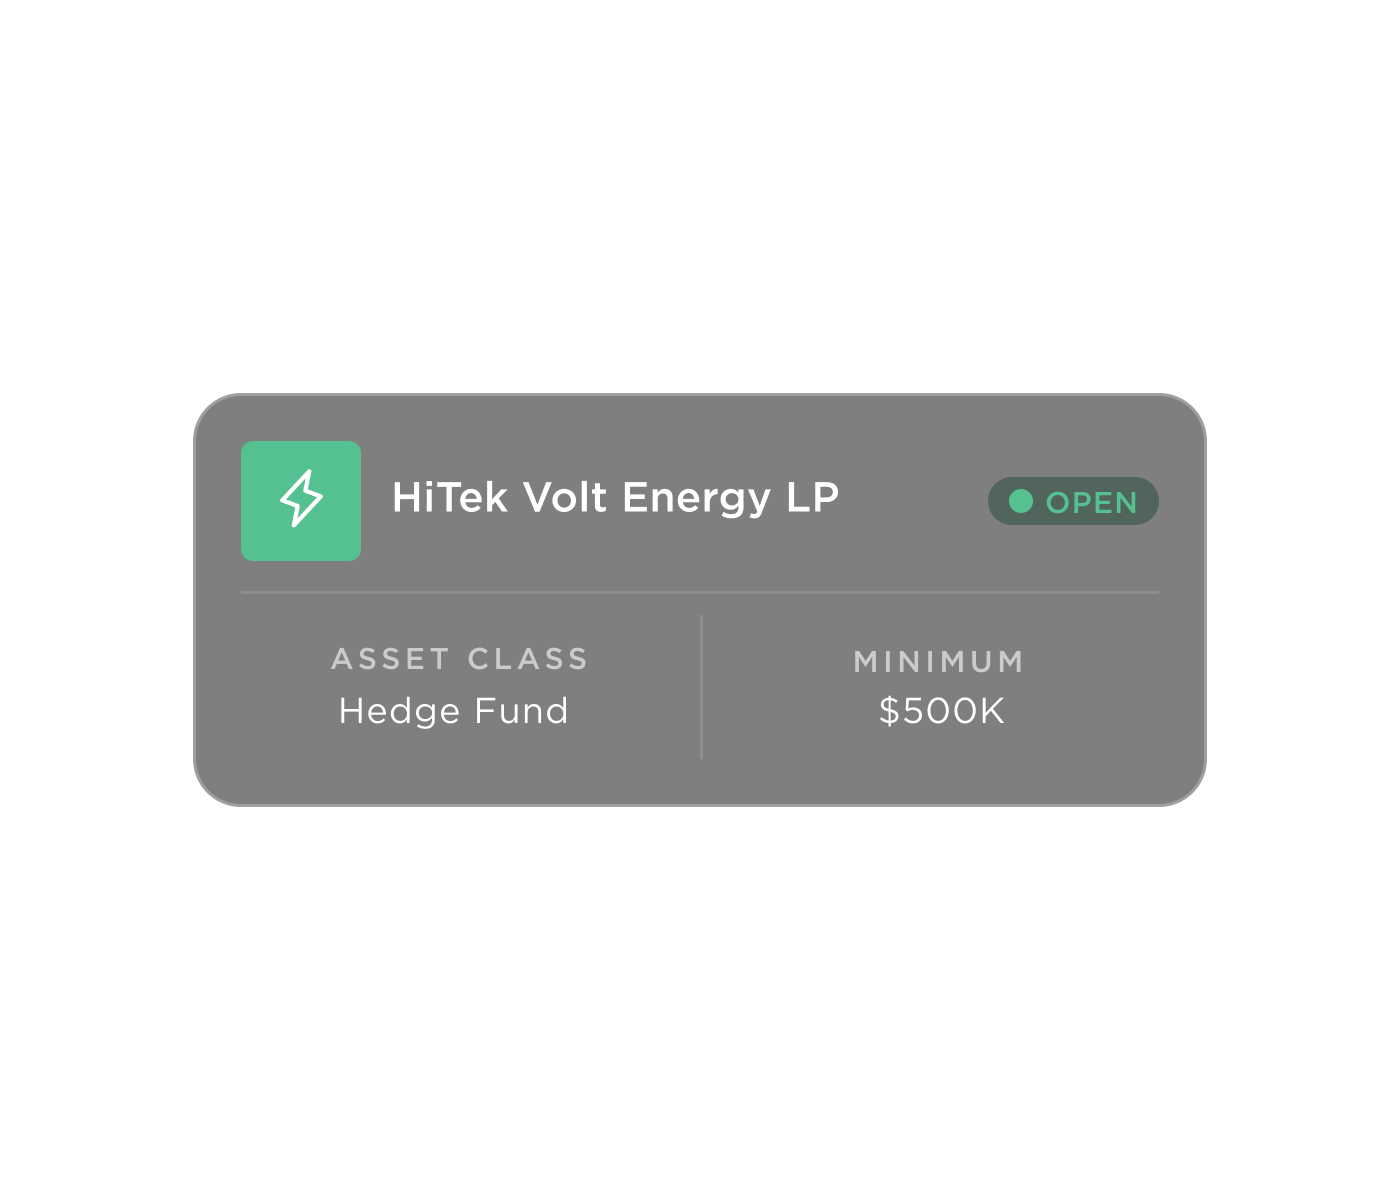 HiTek Volt Energy LP
OPEN
ASSET CLASS
Hedge Fund
MINIMUM
$500K